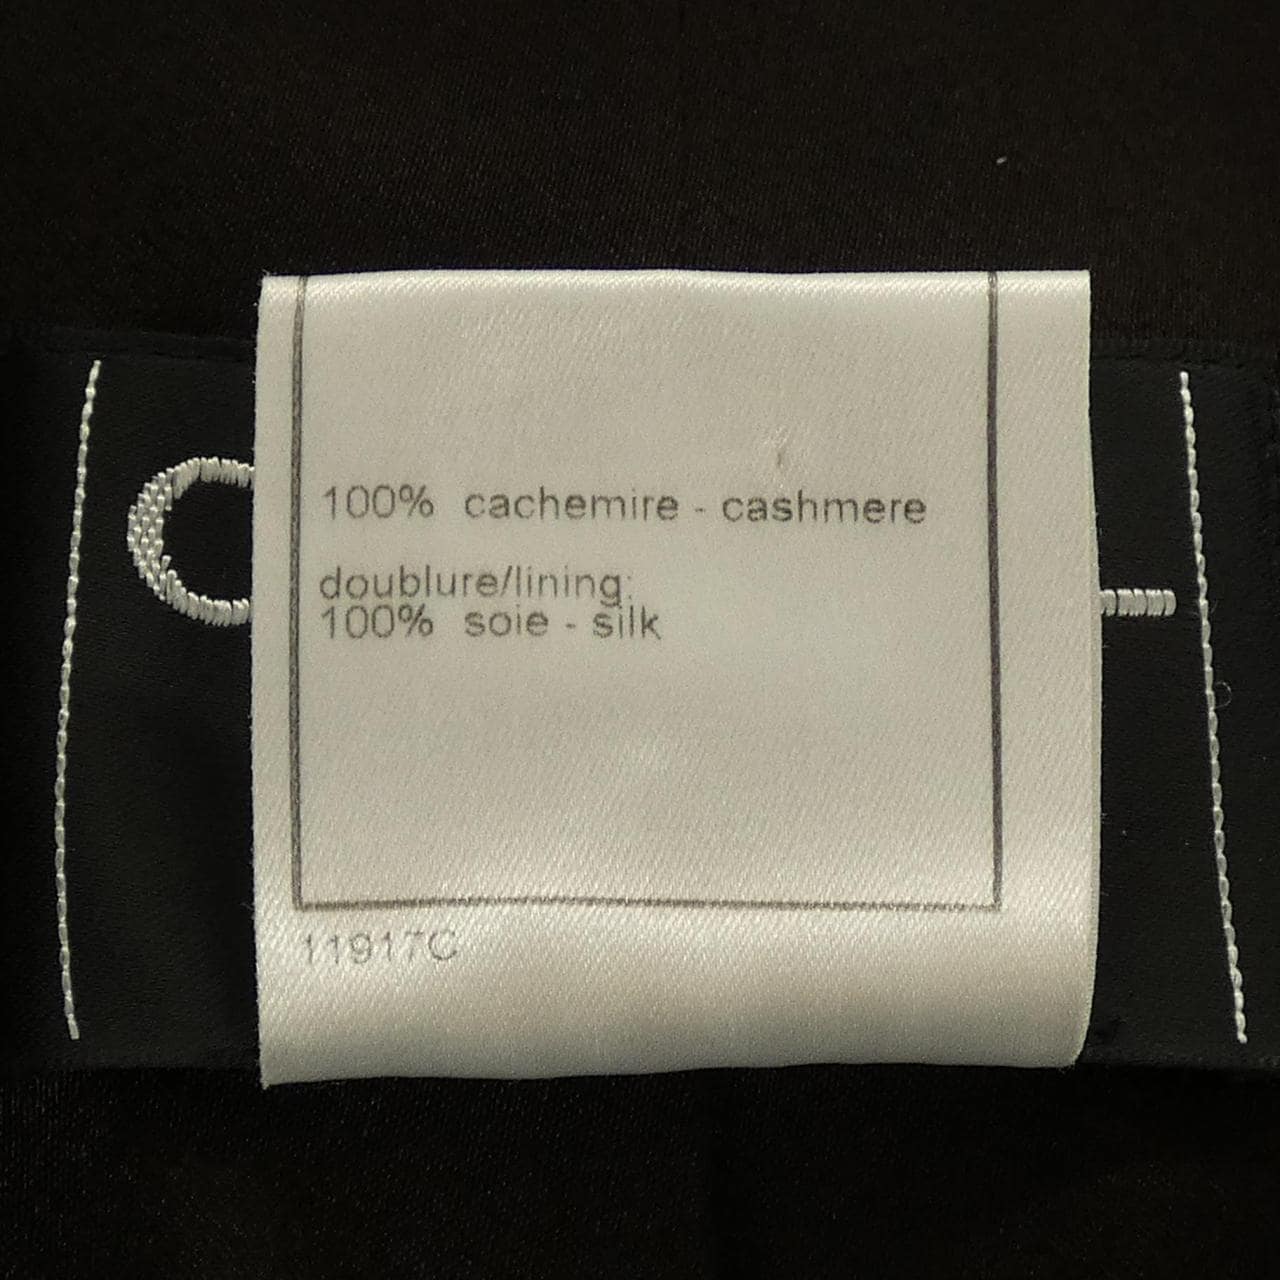 100% cachemire - cashmere
doublure/lining:
100% soie - silk
11917C